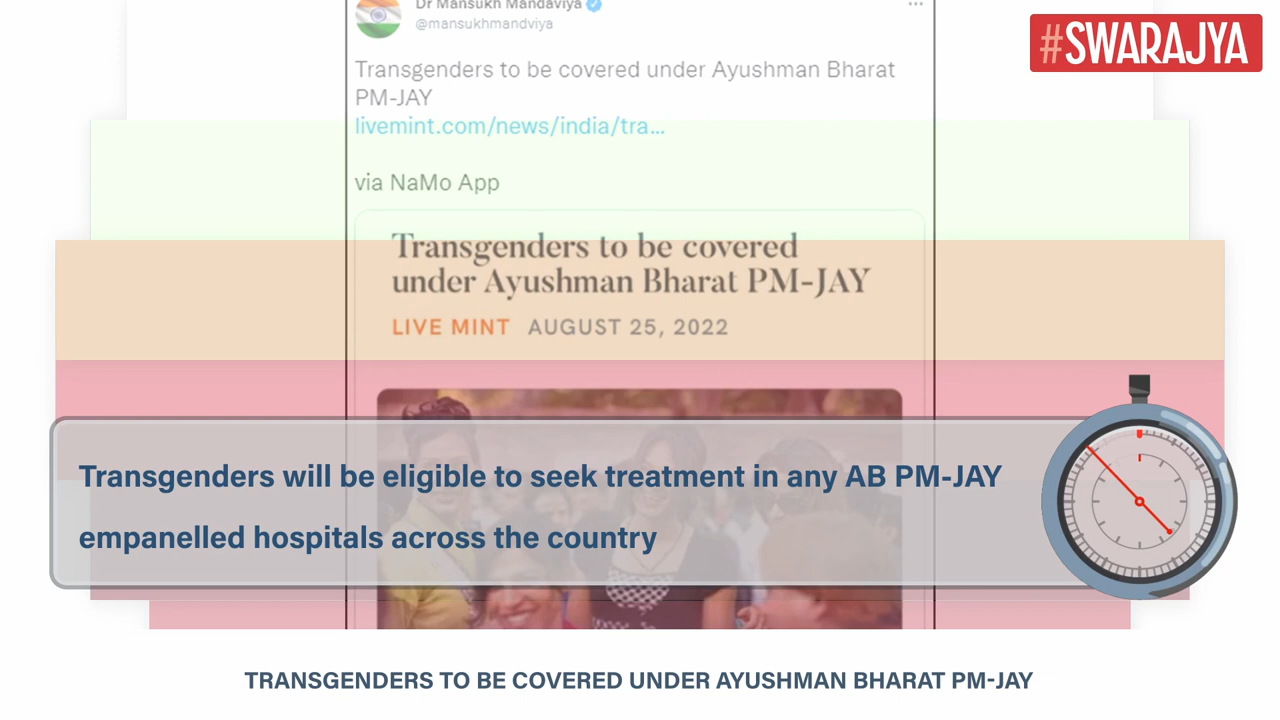 Dr Mansukh Mandaviya
@mansukhmandviya
#SWARAJYA
Transgenders to be covered under Ayushman Bharat
PM-JAY
livemint.com/news/india/tra...
via NaMo App
Transgenders to be covered
under Ayushman Bharat PM-JAY
LIVE MINT AUGUST 25, 2022
Transgenders will be eligible to seek treatment in any AB PM-JAY
empanelled hospitals across the country
TRANSGENDERS TO BE COVERED UNDER AYUSHMAN BHARAT PM-JAY